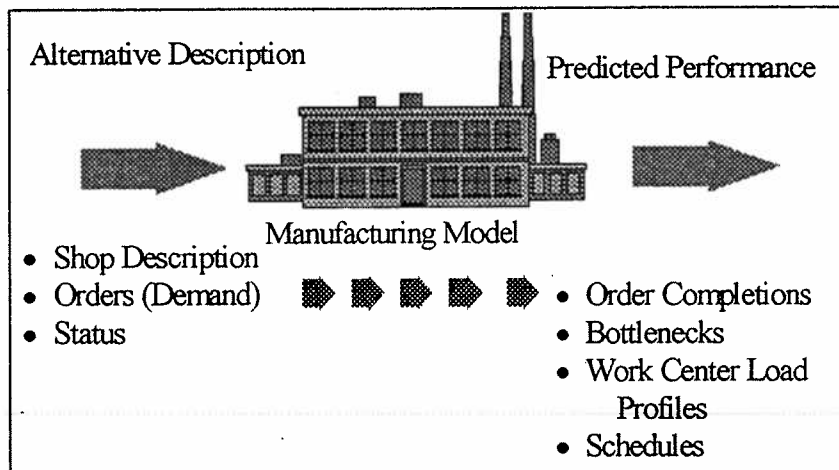 Alternative Description
Predicted Performance
Manufacturing Model
• Shop Description
• Orders (Demand)
• Status
• Order Completions
• Bottlenecks
• Work Center Load
Profiles
• Schedules